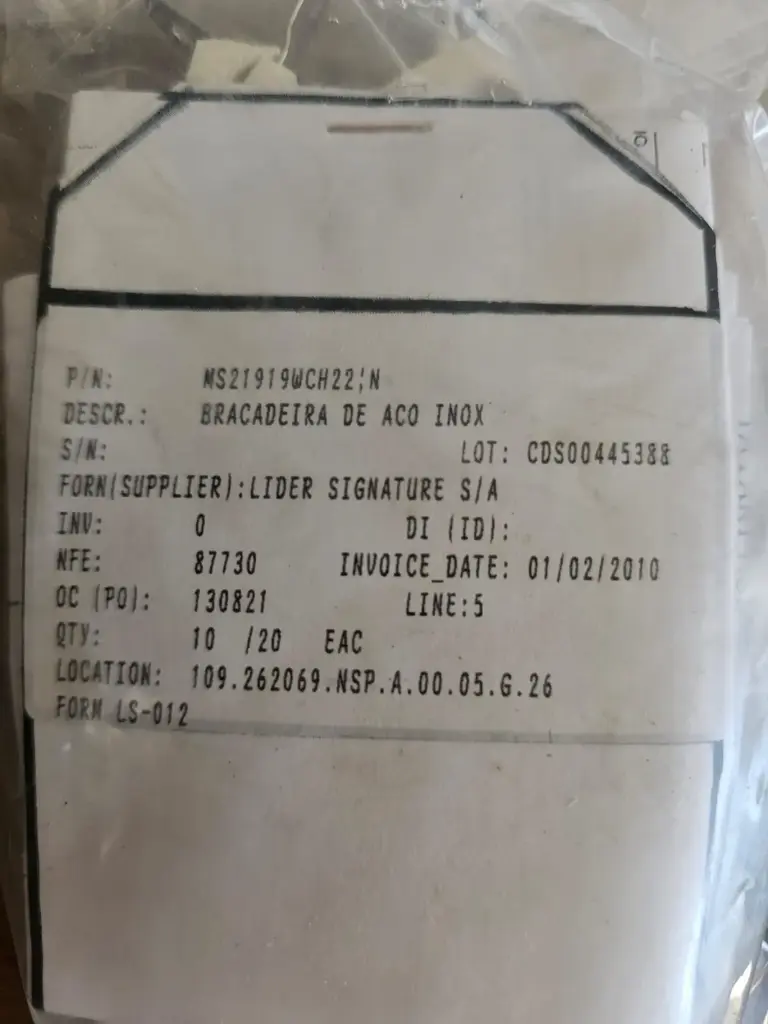 P/N: MS21919WCH22;N
DESCR.: BRACADEIRA DE ACO INOX
S/N: LOT: CDS00445388
FORN(SUPPLIER):LIDER SIGNATURE S/A
INV: 0 DI (ID):
NFE: 87730 INVOICE_DATE: 01/02/2010
OC (PO): 130821 LINE:5
QTY: 10 /20 EAC
LOCATION: 109.262069.NSP.A.00.05.G.26
FORM LS-012